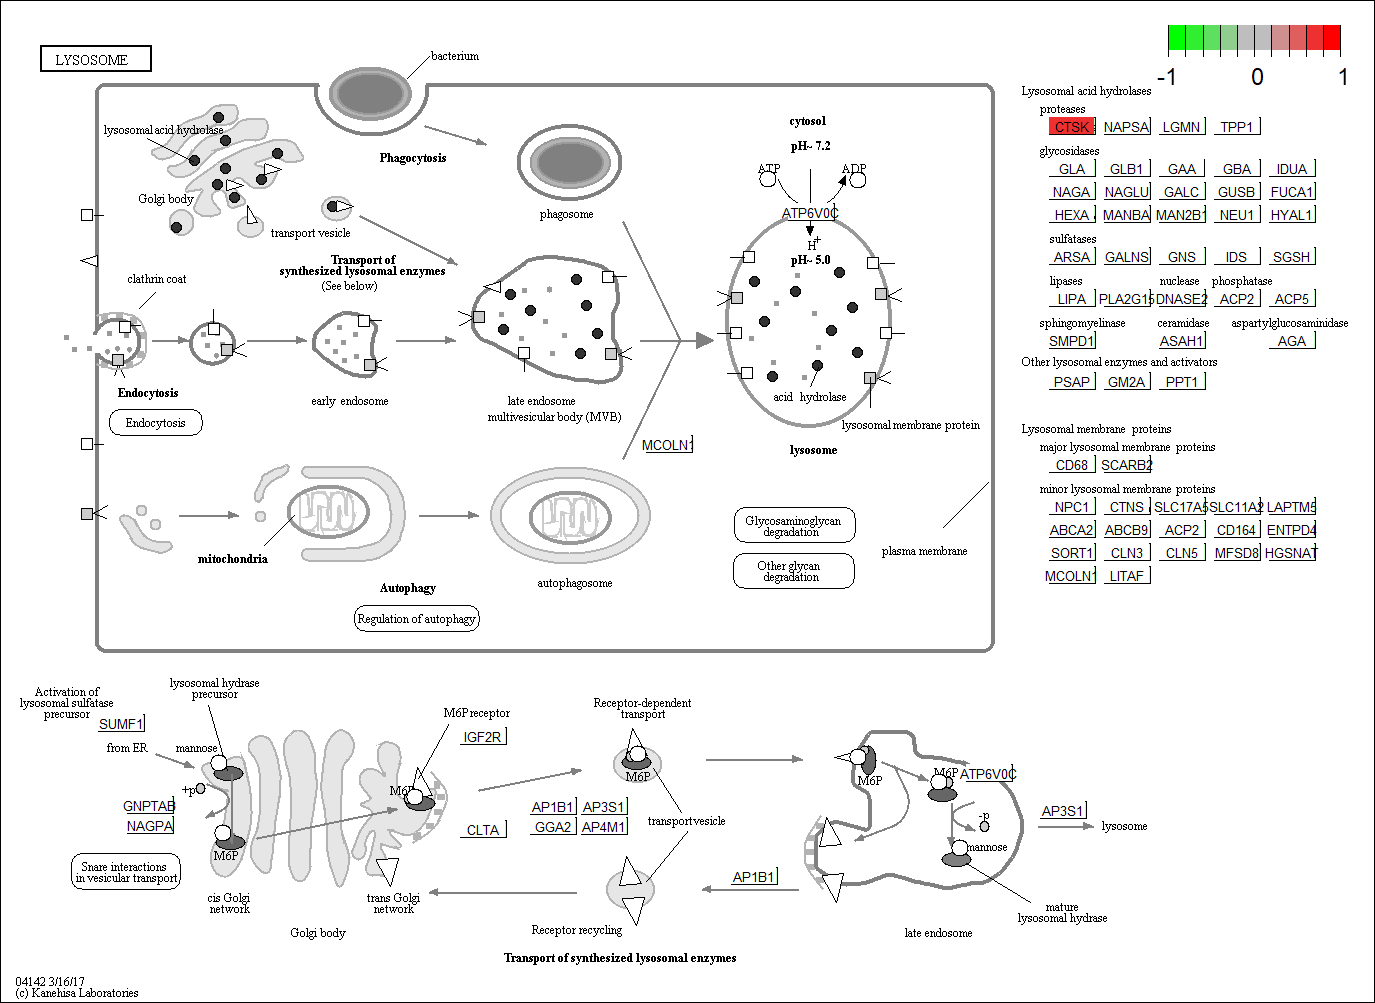 LYSOSOME
bacterium
-1 0 1
lysosomal acid hydrolase
Golgi body
Phagocytosis
phagosome
transport vesicle
Transport of
synthesized lysosomal enzymes
(See below)
clathrin coat
cytosol
pH~ 7.2
ATP
ADP
ATP6V0C
H+
pH~ 5.0
acid hydrolase
lysosomal membrane protein
lysosome
Endocytosis
Endocytosis
early endosome
late endosome
multivesicular body (MVB)
MCOLN1
mitochondria
Autophagy
Regulation of autophagy
autophagosome
Glycosaminoglycan
degradation
Other glycan
degradation
plasma membrane
Lysosomal acid hydrolases
proteases
CTSK NAPSA LGMN TPP1
glycosidases
GLA GLB1 GAA GBA IDUA
NAGA NAGLU GALC GUSB FUCA1
HEXA MANBA MAN2B1 NEU1 HYAL1
sulfatases
ARSA GALNS GNS IDS SGSH
lipases nuclease phosphatase
LIPA PLA2G15 DNASE2 ACP2 ACP5
sphingomyelinase ceramidase aspartylglucosaminidase
SMPD1 ASAH1 AGA
Other lysosomal enzymes and activators
PSAP GM2A PPT1
Lysosomal membrane proteins
major lysosomal membrane proteins
CD68 SCARB2
minor lysosomal membrane proteins
NPC1 CTNS SLC17A5 SLC11A2 LAPTM5
ABCA2 ABCB9 ACP2 CD164 ENTPD4
SORT1 CLN3 CLN5 MFSD8 HGSNAT
MCOLN1 LITAF
Activation of
lysosomal sulfatase
precursor
SUMF1
lysosomal hydrase
precursor
from ER
mannose
+p
GNPTAB
NAGPA
M6P
Snare interactions
in vesicular transport
cis Golgi
network
Golgi body
M6P receptor
IGF2R
M6P
CLTA
trans Golgi
network
Receptor-dependent
transport
M6P
AP1B1 AP3S1
GGA2 AP4M1
transport vesicle
Receptor recycling
AP1B1
M6P
M6P
ATP6V0C
-p
mannose
AP3S1
lysosome
mature
lysosomal hydrase
late endosome
Transport of synthesized lysosomal enzymes
04142 3/16/17
(c) Kanehisa Laboratories